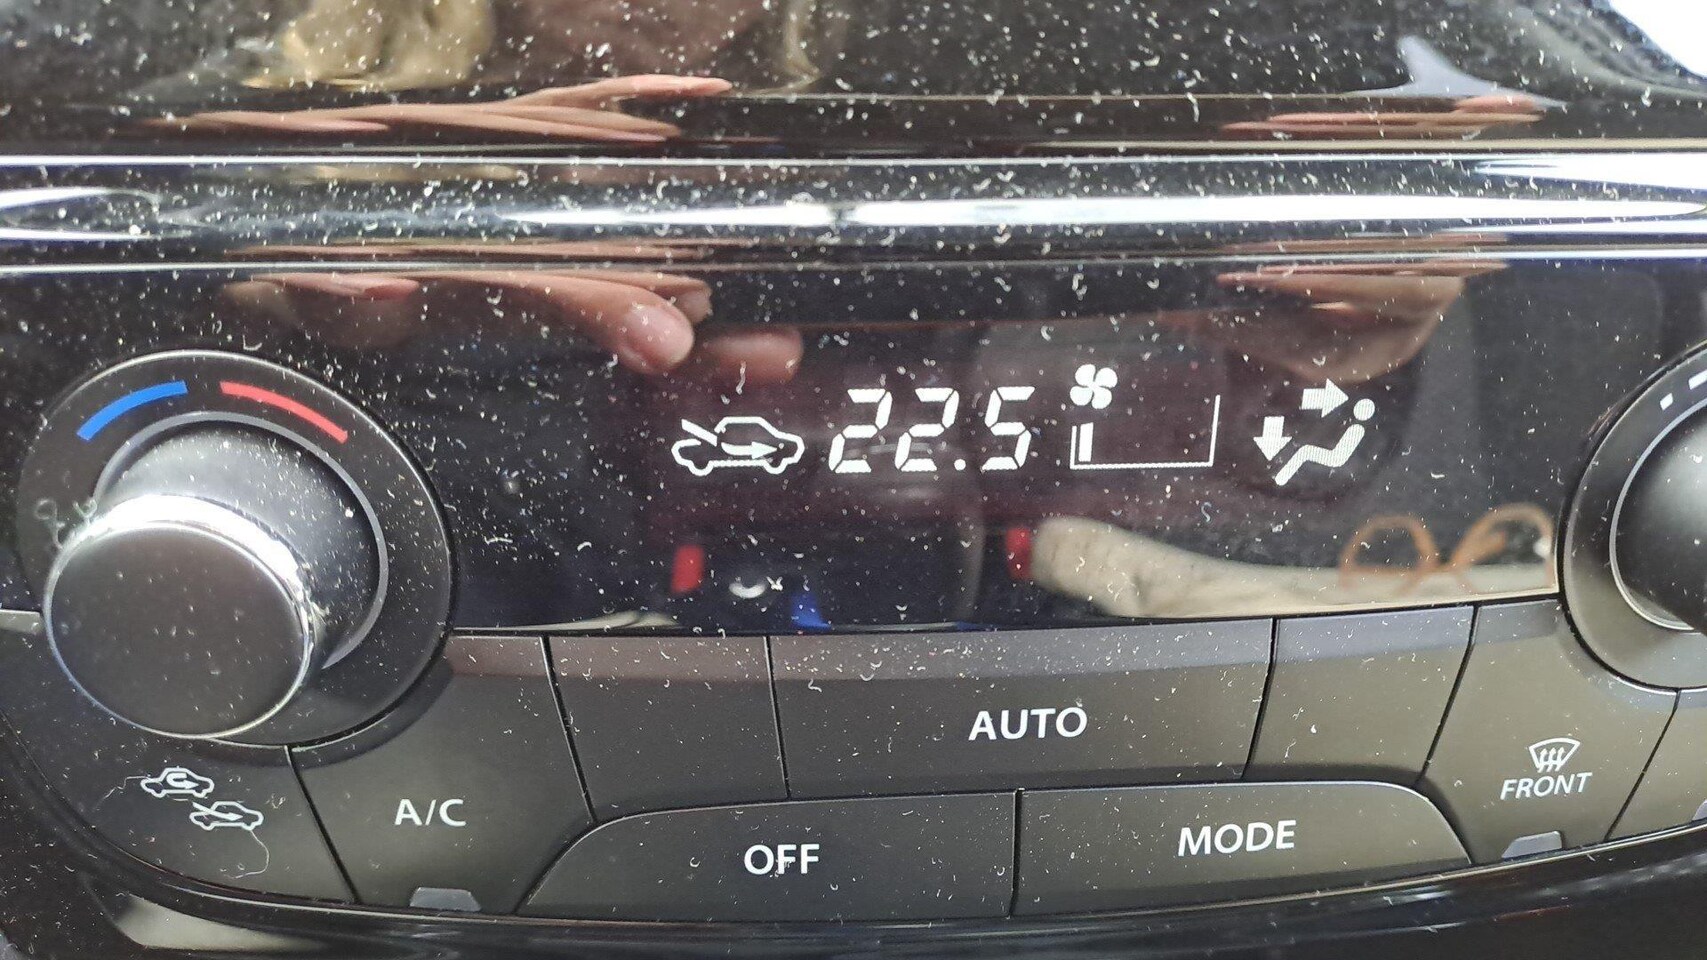 22.5
AUTO
A/C
OFF
MODE
FRONT